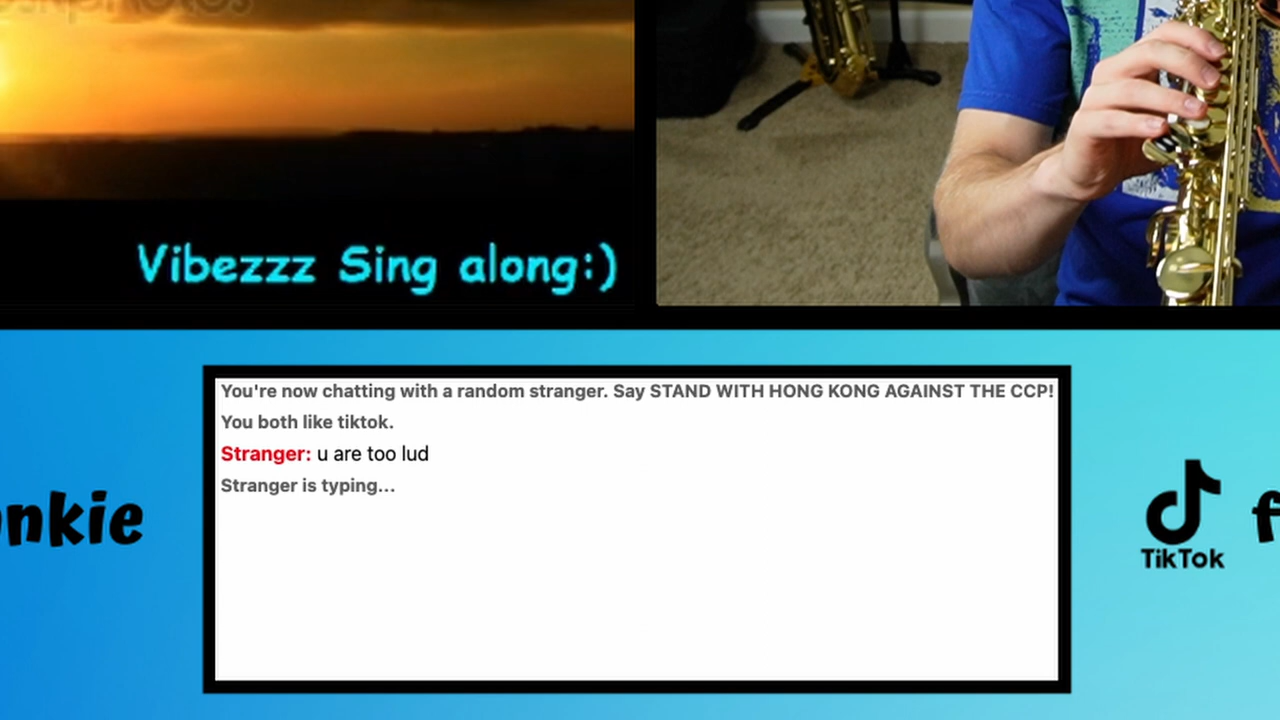 Vibezzz Sing along:)
You're now chatting with a random stranger. Say STAND WITH HONG KONG AGAINST THE CCP!
You both like tiktok.
Stranger: u are too lud
Stranger is typing...
nkie
TikTok
f